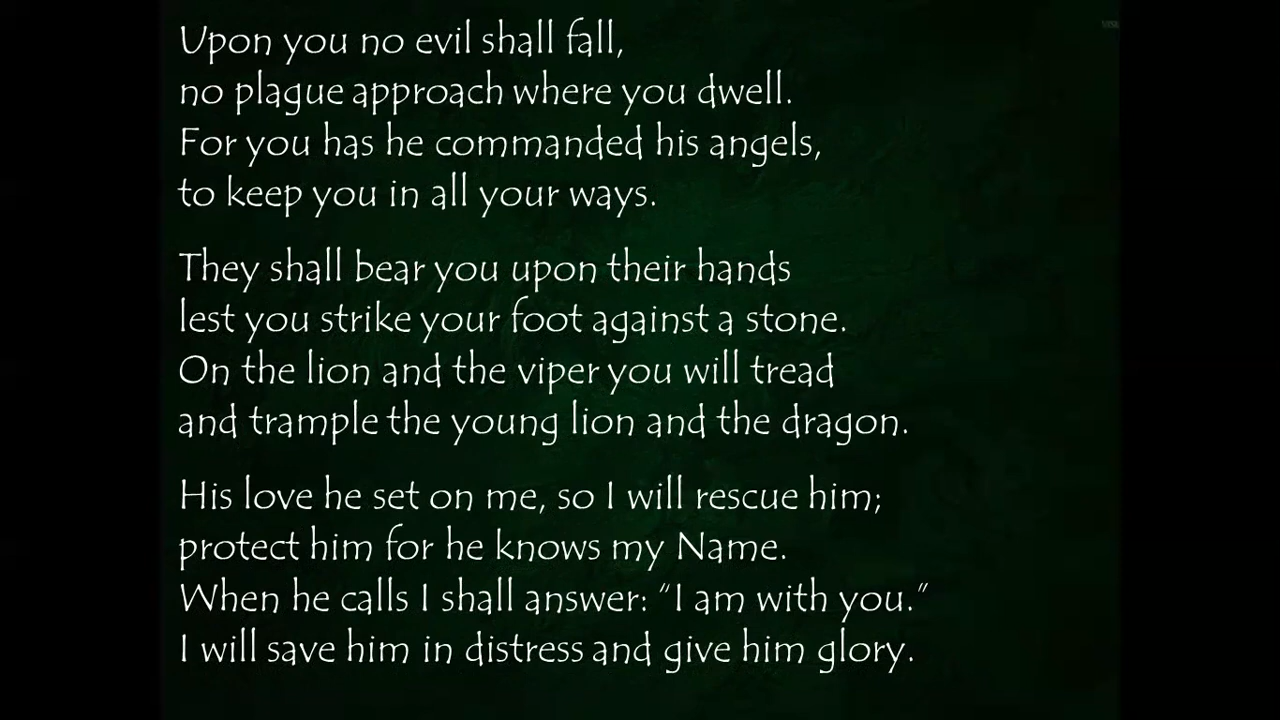 Upon you no evil shall fall,
no plague approach where you dwell.
For you has he commanded his angels,
to keep you in all your ways.
They shall bear you upon their hands
lest you strike your foot against a stone.
On the lion and the viper you will tread
and trample the young lion and the dragon.
His love he set on me, so I will rescue him;
protect him for he knows my Name.
When he calls I shall answer: “I am with you.”
I will save him in distress and give him glory.